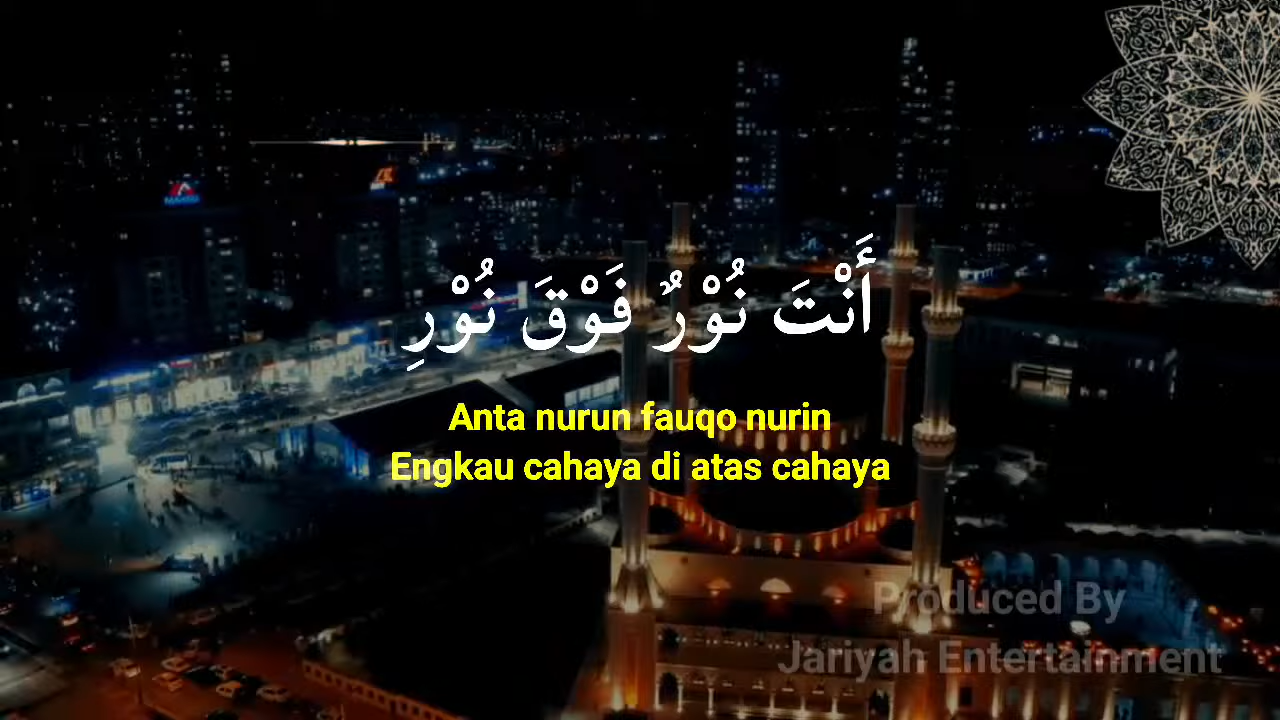 أَنْتَ نُوْرٌ فَوْقَ نُوْرِ
Anta nurun fauqo nurin
Engkau cahaya di atas cahaya
Produced By
Jariyah Entertainment